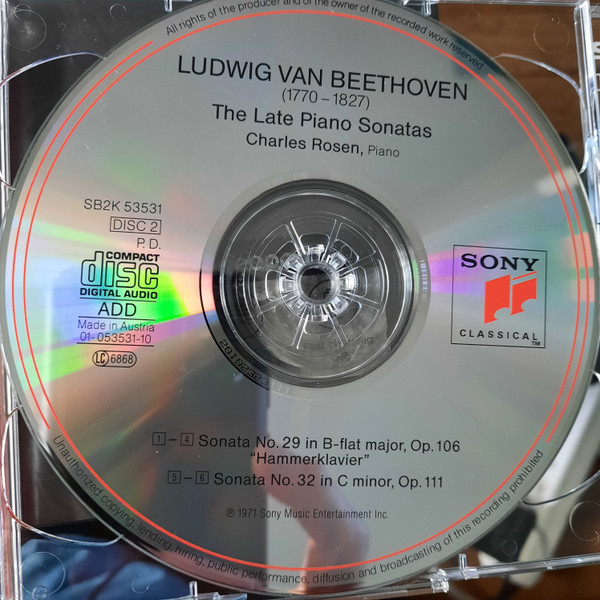 All rights of the producer and of the owner of the recorded work reserved
LUDWIG VAN BEETHOVEN
(1770–1827)
The Late Piano Sonatas
Charles Rosen, Piano
SB2K 53531
DISC 2
P. D.
COMPACT
disc
DIGITAL AUDIO
ADD
Made in Austria
01-053531-10
LC 6868
SONY
CLASSICAL™
1 – 4 Sonata No. 29 in B-flat major, Op. 106
"Hammerklavier"
5 – 6 Sonata No. 32 in C minor, Op. 111
℗ 1971 Sony Music Entertainment Inc.
Unauthorized copying, lending, hiring, public performance, diffusion and broadcasting of this recording prohibited